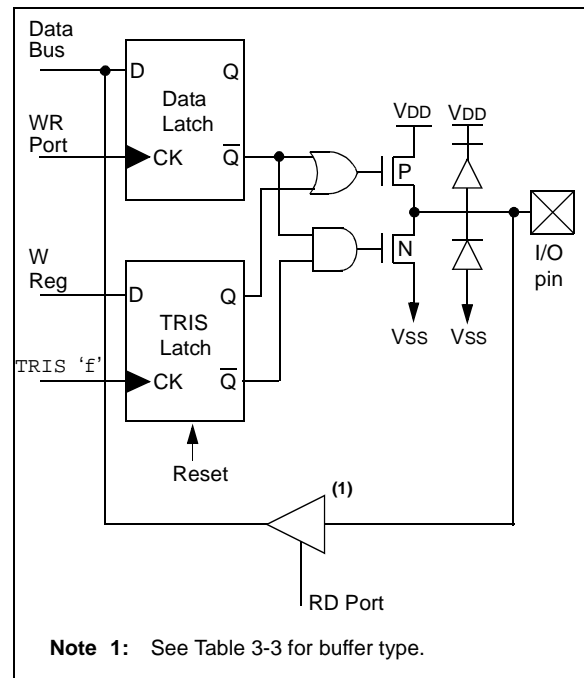 Data
Bus
D
Q
Data
Latch
WR
Port
CK
Q
VDD
VDD
P
N
I/O
pin
VSS
VSS
W
Reg
D
Q
TRIS
Latch
TRIS 'f'
CK
Q
Reset
(1)
RD Port
Note 1: See Table 3-3 for buffer type.